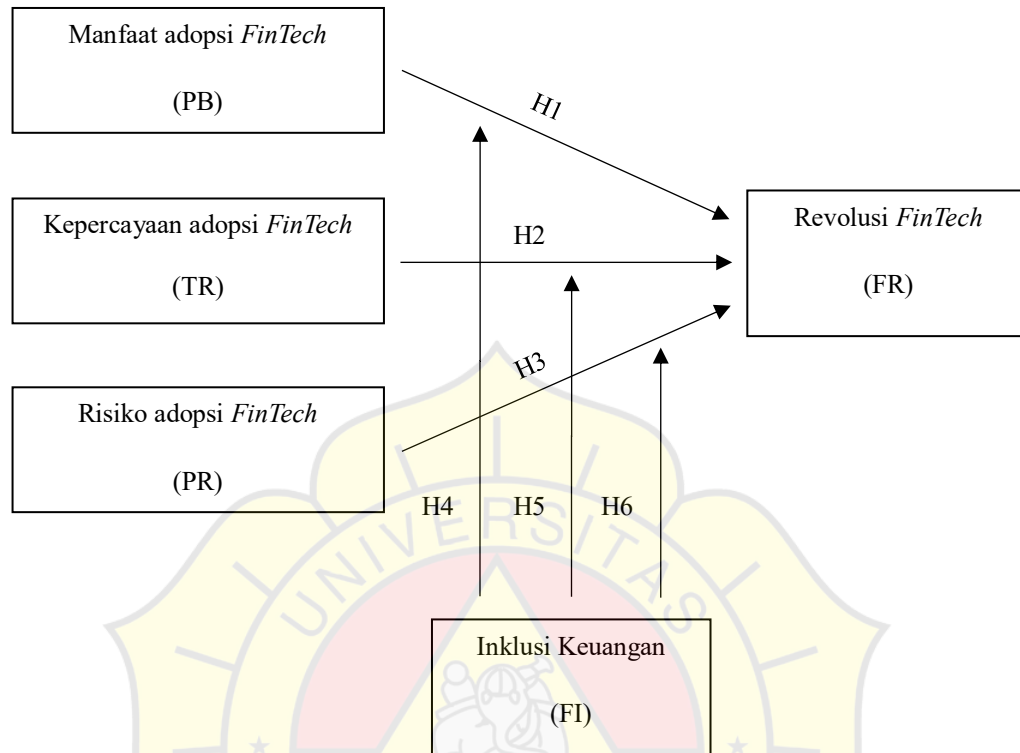 Manfaat adopsi FinTech
(PB)
H1
Kepercayaan adopsi FinTech
(TR)
H2
Revolusi FinTech
(FR)
H3
Risiko adopsi FinTech
(PR)
H4
H5
H6
UNIVERSITAS
Inklusi Keuangan
(FI)